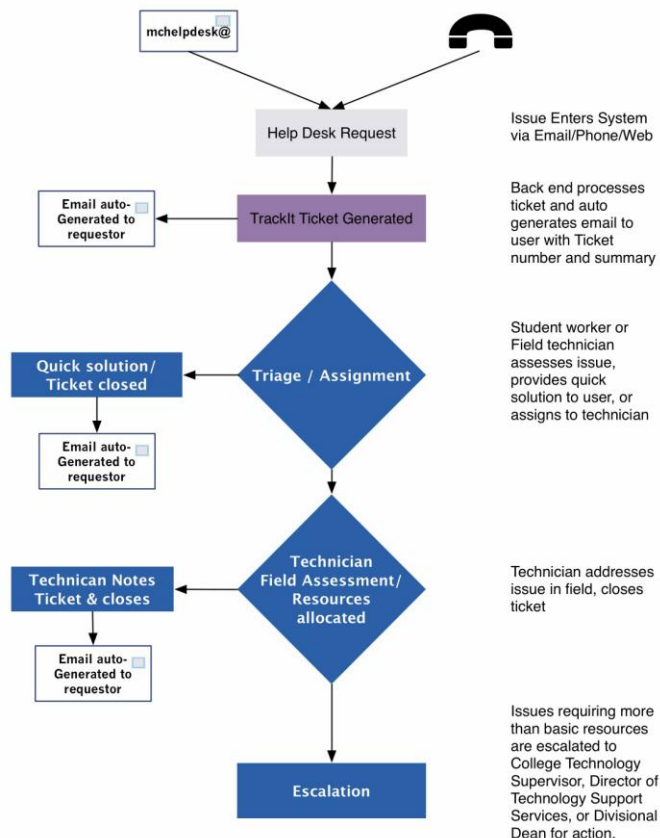 mchelpdesk@
Help Desk Request
Issue Enters System
via Email/Phone/Web
Email auto-
Generated to
requestor
TrackIt Ticket Generated
Back end processes
ticket and auto
generates email to
user with Ticket
number and summary
Quick solution/
Ticket closed
Triage / Assignment
Student worker or
Field technician
assesses issue,
provides quick
solution to user, or
assigns to technician
Email auto-
Generated to
requestor
Technican Notes
Ticket & closes
Technician
Field Assessment/
Resources
allocated
Technician addresses
issue in field, closes
ticket
Email auto-
Generated to
requestor
Escalation
Issues requiring more
than basic resources
are escalated to
College Technology
Supervisor, Director of
Technology Support
Services, or Divisional
Dean for action.